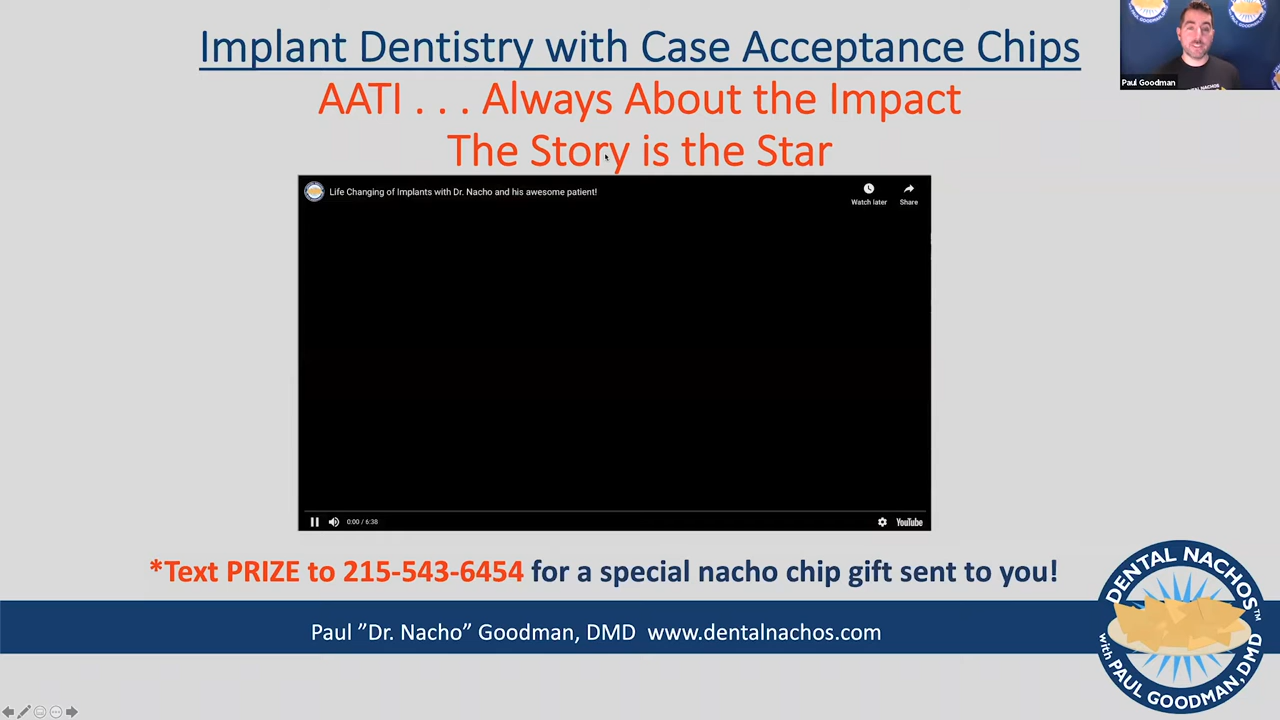 Implant Dentistry with Case Acceptance Chips
AATI . . . Always About the Impact
The Story is the Star
Paul Goodman
Life Changing of Implants with Dr. Nacho and his awesome patient!
Watch later
Share
0:00 / 6:38
YouTube
*Text PRIZE to 215-543-6454 for a special nacho chip gift sent to you!
Paul ”Dr. Nacho” Goodman, DMD www.dentalnachos.com
DENTAL NACHOS™
with PAUL GOODMAN, DMD